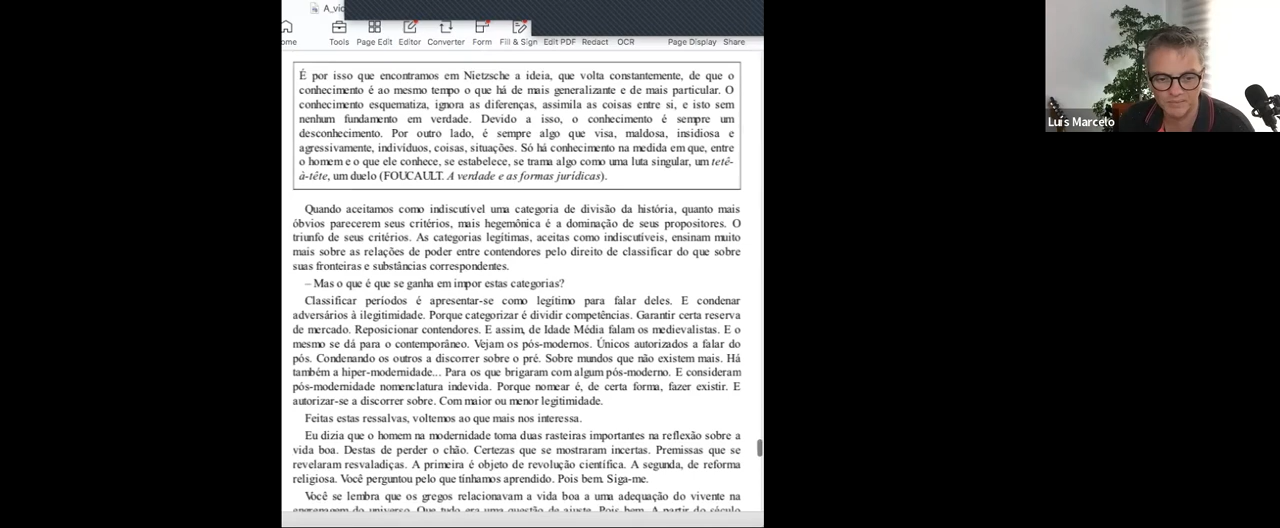 A_vic
ome Tools Page Edit Editor Converter Form Fill & Sign Edit PDF Redact OCR Page Display Share
É por isso que encontramos em Nietzsche a ideia, que volta constantemente, de que o
conhecimento é ao mesmo tempo o que há de mais generalizante e de mais particular. O
conhecimento esquematiza, ignora as diferenças, assimila as coisas entre si, e isto sem
nenhum fundamento em verdade. Devido a isso, o conhecimento é sempre um
desconhecimento. Por outro lado, é sempre algo que visa, maldosa, insidiosa e
agressivamente, indivíduos, coisas, situações. Só há conhecimento na medida em que, entre
o homem e o que ele conhece, se estabelece, se trama algo como uma luta singular, um tetê-
à-tête, um duelo (FOUCAULT. A verdade e as formas jurídicas).
Quando aceitamos como indiscutível uma categoria de divisão da história, quanto mais
óbvios parecerem seus critérios, mais hegemônica é a dominação de seus propositores. O
triunfo de seus critérios. As categorias legítimas, aceitas como indiscutíveis, ensinam muito
mais sobre as relações de poder entre contendores pelo direito de classificar do que sobre
suas fronteiras e substâncias correspondentes.
– Mas o que é que se ganha em impor estas categorias?
Classificar períodos é apresentar-se como legítimo para falar deles. E condenar
adversários à ilegitimidade. Porque categorizar é dividir competências. Garantir certa reserva
de mercado. Reposicionar contendores. E assim, de Idade Média falam os medievalistas. E o
mesmo se dá para o contemporâneo. Vejam os pós-modernos. Únicos autorizados a falar do
pós. Condenando os outros a discorrer sobre o pré. Sobre mundos que não existem mais. Há
também a hiper-modernidade... Para os que brigaram com algum pós-moderno. E consideram
pós-modernidade nomenclatura indevida. Porque nomear é, de certa forma, fazer existir. E
autorizar-se a discorrer sobre. Com maior ou menor legitimidade.
Feitas estas ressalvas, voltemos ao que mais nos interessa.
Eu dizia que o homem na modernidade toma duas rasteiras importantes na reflexão sobre a
vida boa. Destas de perder o chão. Certezas que se mostraram incertas. Premissas que se
revelaram resvaladiças. A primeira é objeto de revolução científica. A segunda, de reforma
religiosa. Você perguntou pelo que tínhamos aprendido. Pois bem. Siga-me.
Você se lembra que os gregos relacionavam a vida boa a uma adequação do vivente na
engrenagem do universo. Que tudo era uma questão de ajuste. Pois bem. A partir do século
Luís Marcelo